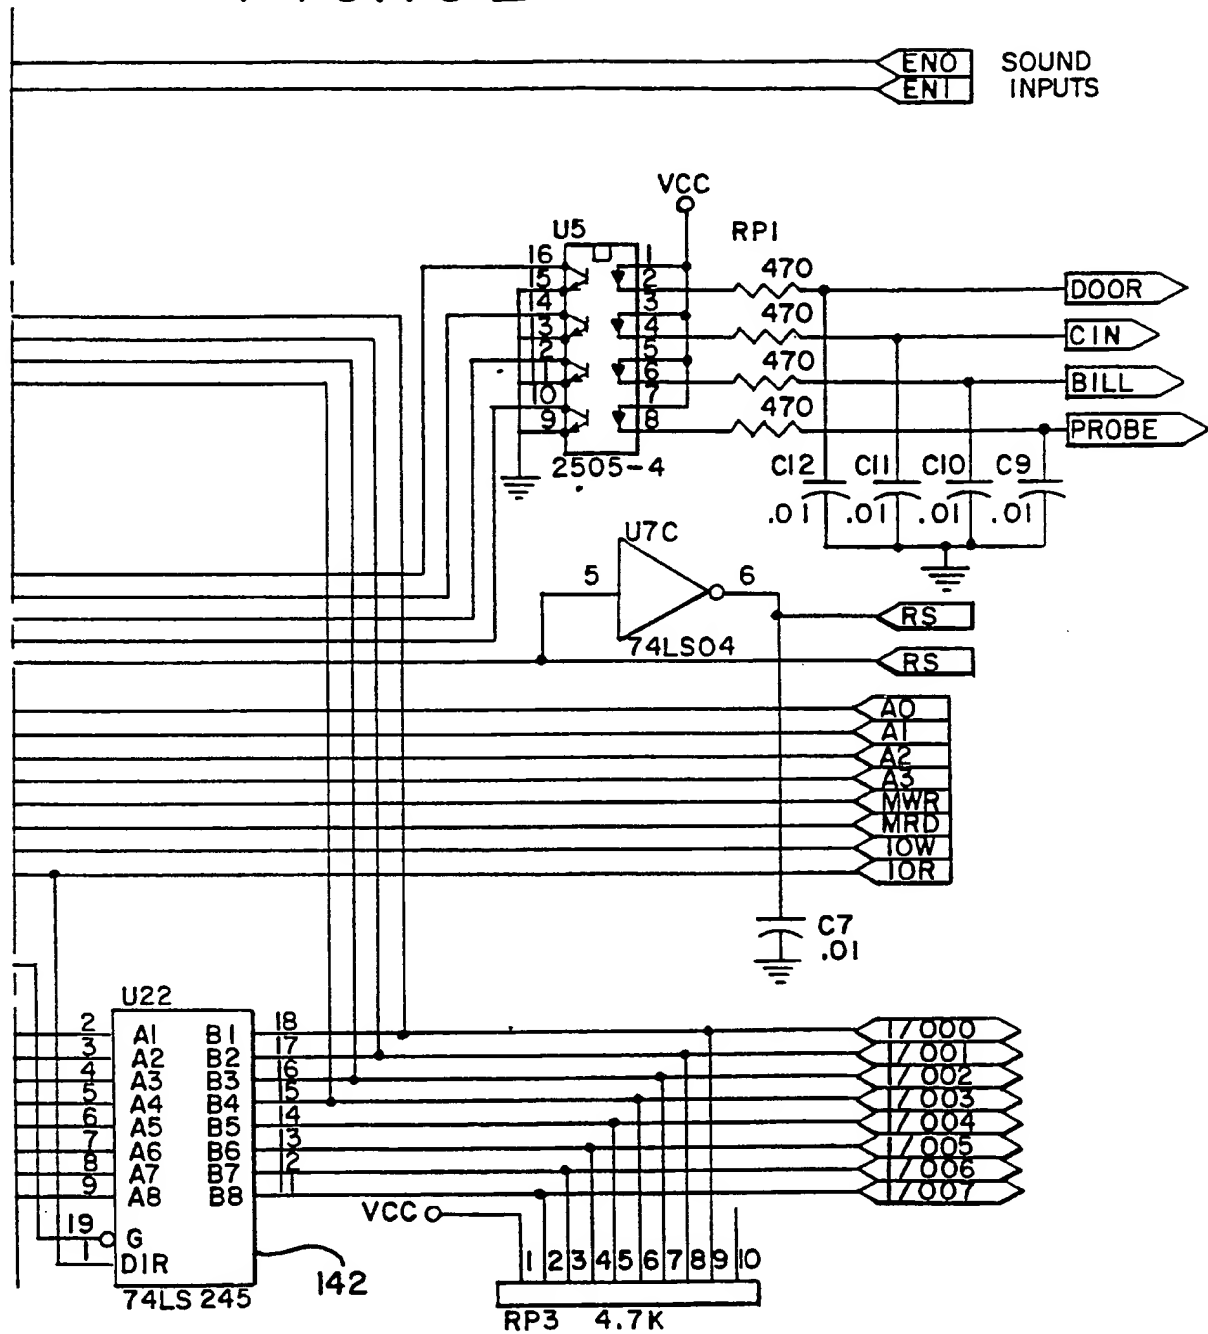 EN0 SOUND
EN1 INPUTS
VCC
U5 RP1
16 1 470
15 2
14 3 470
13 4
12 5 470
11 6
10 7 470
9 8
DOOR
CIN
BILL
PROBE
2505-4
C12 C11 C10 C9
.01 .01 .01 .01
U7C
5 6
74LS04
RS
RS
A0
A1
A2
A3
MWR
MRD
IOW
IOR
C7
.01
U22
2 A1 B1 18 I/O00
3 A2 B2 17 I/O01
4 A3 B3 16 I/O02
5 A4 B4 15 I/O03
6 A5 B5 14 I/O04
7 A6 B6 13 I/O05
8 A7 B7 12 I/O06
9 A8 B8 11 I/O07
VCC
19 G
1 DIR
142
74LS245
1 2 3 4 5 6 7 8 9 10
RP3 4.7K